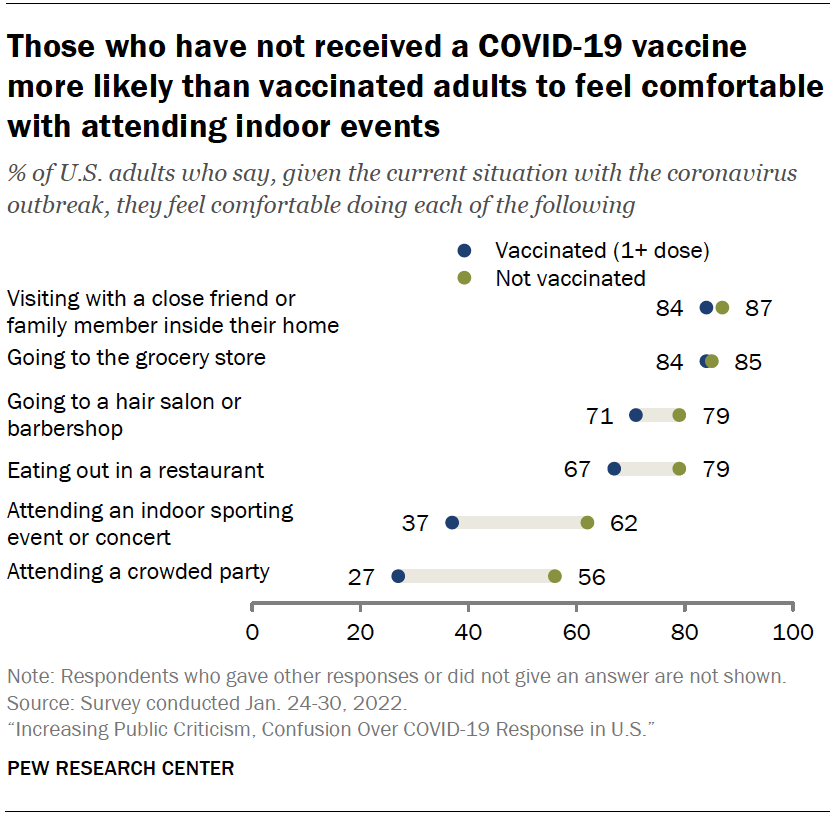 Those who have not received a COVID-19 vaccine
more likely than vaccinated adults to feel comfortable
with attending indoor events
% of U.S. adults who say, given the current situation with the coronavirus
outbreak, they feel comfortable doing each of the following
Vaccinated (1+ dose)
Not vaccinated
Visiting with a close friend or
family member inside their home
84 87
Going to the grocery store
84 85
Going to a hair salon or
barbershop
71 79
Eating out in a restaurant
67 79
Attending an indoor sporting
event or concert
37 62
Attending a crowded party
27 56
0 20 40 60 80 100
Note: Respondents who gave other responses or did not give an answer are not shown.
Source: Survey conducted Jan. 24-30, 2022.
“Increasing Public Criticism, Confusion Over COVID-19 Response in U.S.”
PEW RESEARCH CENTER